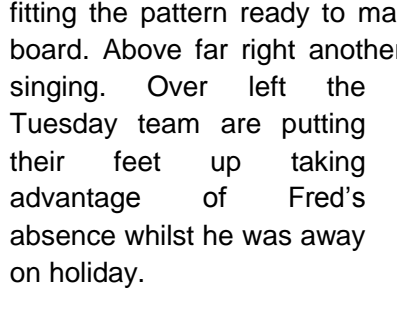 fitting the pattern ready to ma
board. Above far right another
singing. Over left the
Tuesday team are putting
their feet up taking
advantage of Fred's
absence whilst he was away
on holiday.